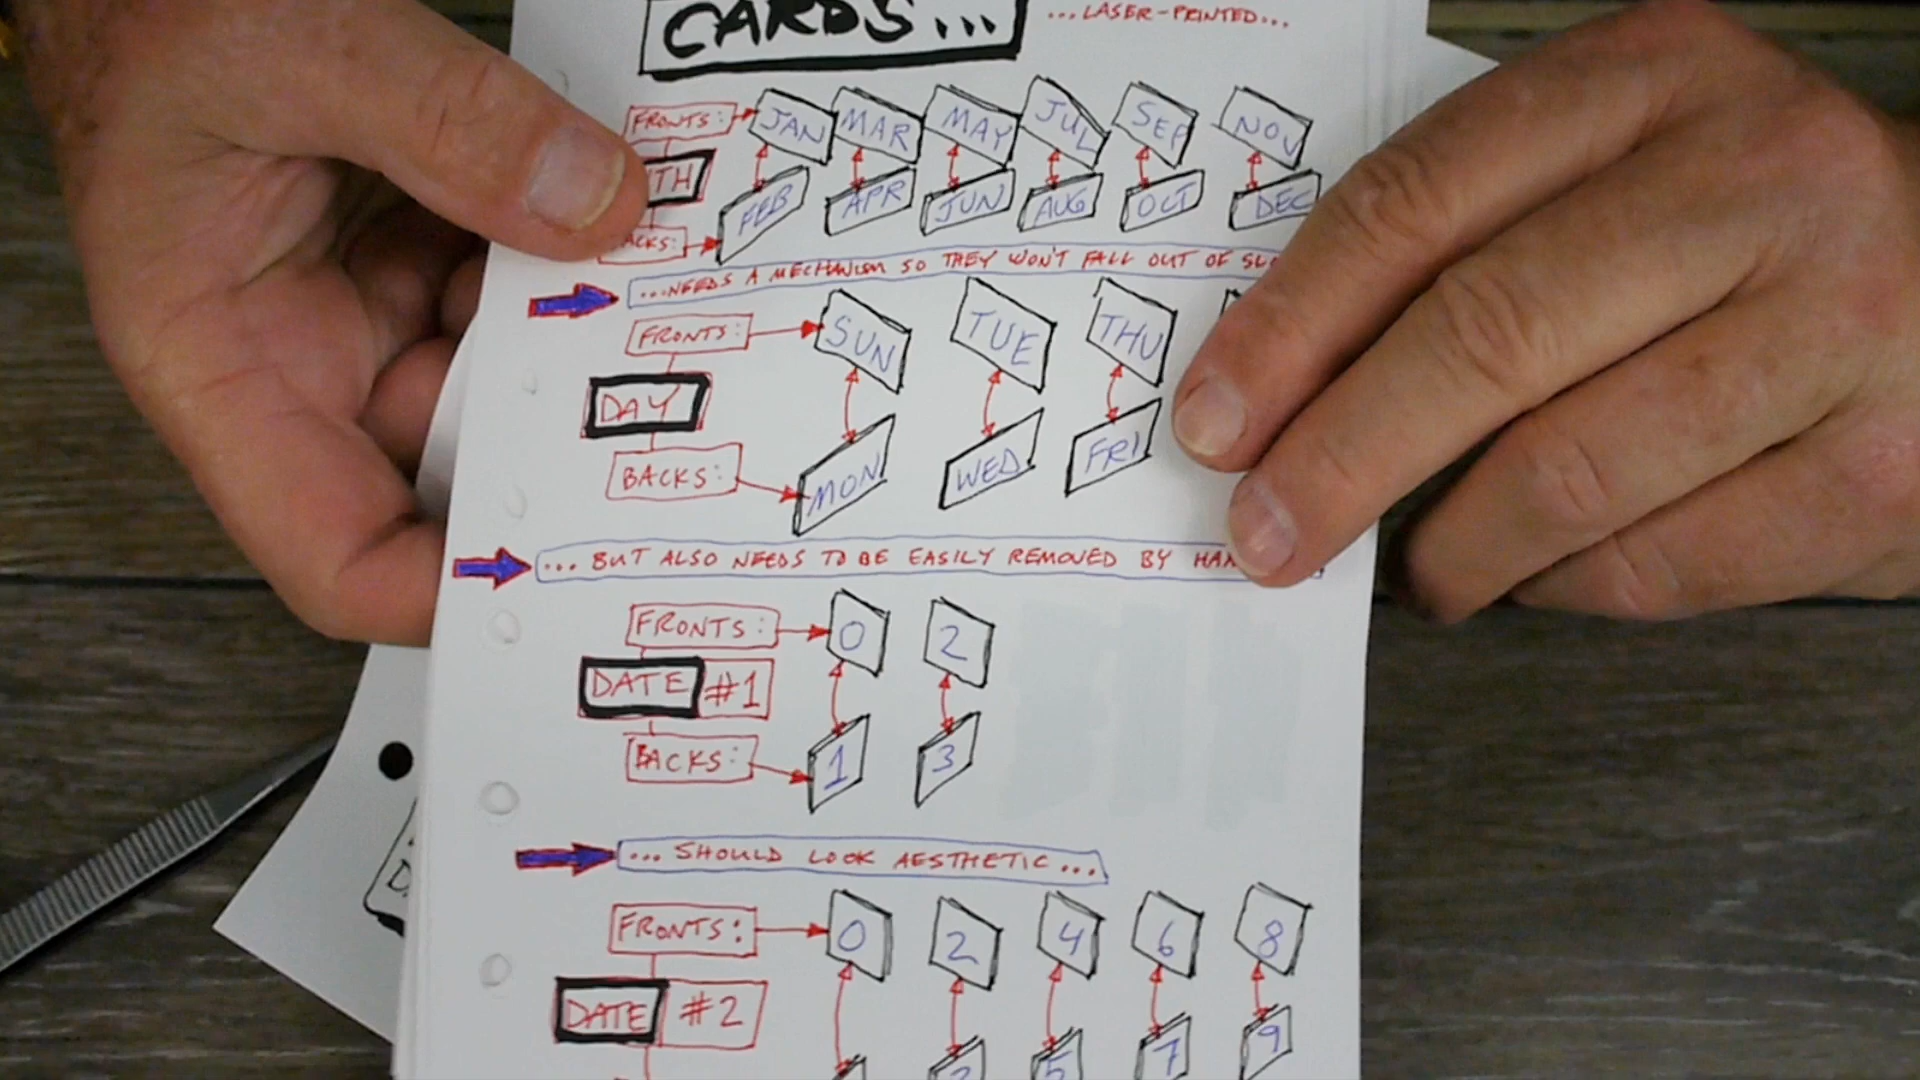 CARDS...
...LASER-PRINTED...
FRONTS:
JAN MAR MAY JUL SEP NOV
TH
ACKS:
FEB APR JUN AUG OCT DEC
...NEEDS A MECHANISM SO THEY WON'T FALL OUT OF
FRONTS:
SUN TUE THU
DAY
BACKS:
MON WED FRI
... BUT ALSO NEEDS TO BE EASILY REMOVED BY
FRONTS:
0 2
DATE #1
BACKS:
1 3
... SHOULD LOOK AESTHETIC...
FRONTS:
0 2 4 6 8
DATE #2
5 7 9